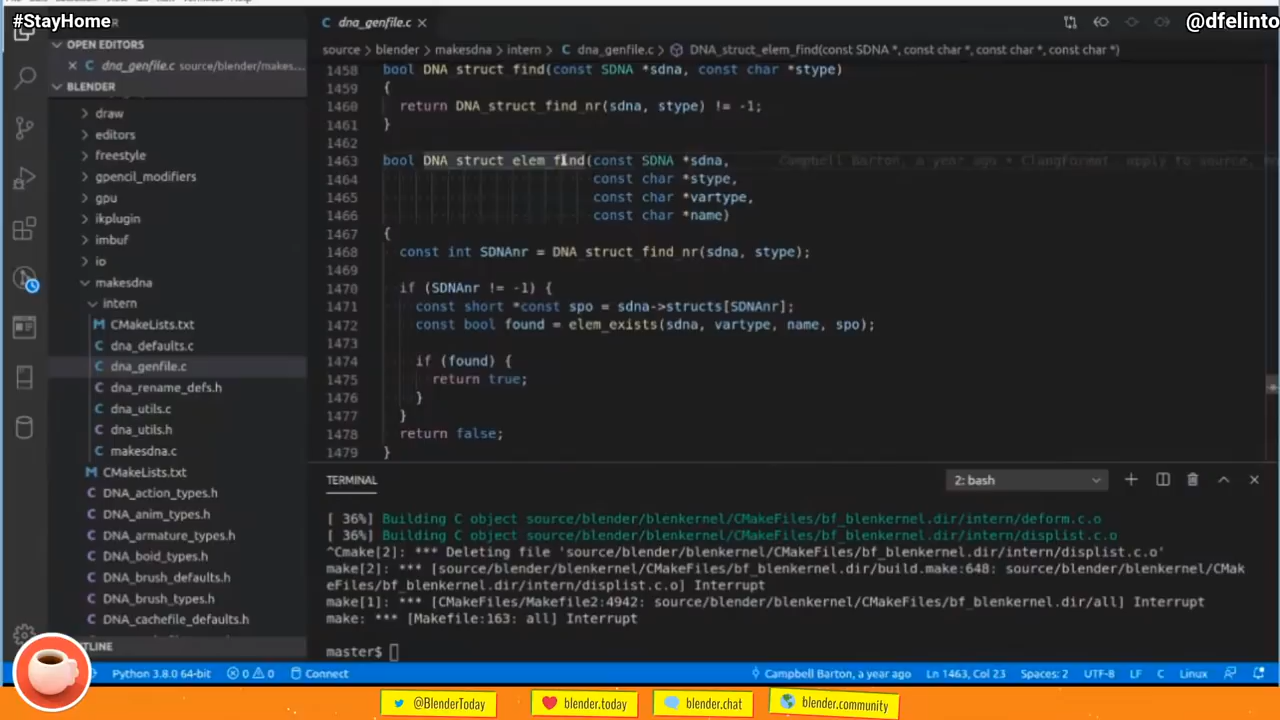 #StayHome
@dfelinto
OPEN EDITORS
dna_genfile.c source/blender/makes...
BLENDER
draw
editors
freestyle
gpencil_modifiers
gpu
ikplugin
imbuf
io
makesdna
intern
CMakeLists.txt
dna_defaults.c
dna_genfile.c
dna_rename_defs.h
dna_utils.c
dna_utils.h
makesdna.c
CMakeLists.txt
DNA_action_types.h
DNA_anim_types.h
DNA_armature_types.h
DNA_boid_types.h
DNA_brush_defaults.h
DNA_brush_types.h
DNA_cachefile_defaults.h
TLINE
dna_genfile.c
source > blender > makesdna > intern > C dna_genfile.c > DNA_struct_elem_find(const SDNA *, const char *, const char *, const char *)
1458 bool DNA_struct_find(const SDNA *sdna, const char *stype)
1459 {
1460 return DNA_struct_find_nr(sdna, stype) != -1;
1461 }
1462
1463 bool DNA_struct_elem_find(const SDNA *sdna, Campbell Barton, a year ago • ClangFormat: apply to source, mo
1464 const char *stype,
1465 const char *vartype,
1466 const char *name)
1467 {
1468 const int SDNAnr = DNA_struct_find_nr(sdna, stype);
1469
1470 if (SDNAnr != -1) {
1471 const short *const spo = sdna->structs[SDNAnr];
1472 const bool found = elem_exists(sdna, vartype, name, spo);
1473
1474 if (found) {
1475 return true;
1476 }
1477 }
1478 return false;
1479 }
TERMINAL
2: bash
[ 36%] Building C object source/blender/blenkernel/CMakeFiles/bf_blenkernel.dir/intern/deform.c.o
[ 36%] Building C object source/blender/blenkernel/CMakeFiles/bf_blenkernel.dir/intern/displist.c.o
^Cmake[2]: *** Deleting file 'source/blender/blenkernel/CMakeFiles/bf_blenkernel.dir/intern/displist.c.o'
make[2]: *** [source/blender/blenkernel/CMakeFiles/bf_blenkernel.dir/build.make:648: source/blender/blenkernel/CMak
eFiles/bf_blenkernel.dir/intern/displist.c.o] Interrupt
make[1]: *** [CMakeFiles/Makefile2:4942: source/blender/blenkernel/CMakeFiles/bf_blenkernel.dir/all] Interrupt
make: *** [Makefile:163: all] Interrupt
master$
Python 3.8.0 64-bit 0 0 Connect Campbell Barton, a year ago Ln 1463, Col 23 Spaces: 2 UTF-8 LF C Linux
@BlenderToday blender.today blender.chat blender.community